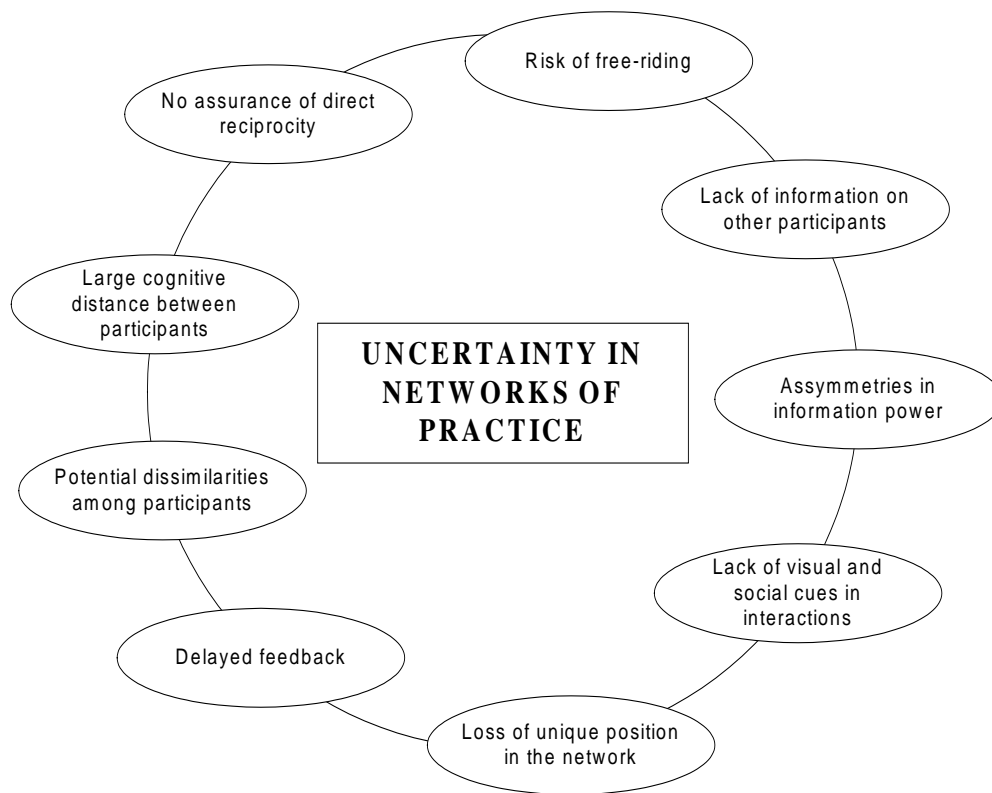 Risk of free-riding
No assurance of direct
reciprocity
Lack of information on
other participants
Large cognitive
distance between
participants
UNCERTAINTY IN
NETWORKS OF
PRACTICE
Assymmetries in
information power
Potential dissimilarities
among participants
Lack of visual and
social cues in
interactions
Delayed feedback
Loss of unique position
in the network